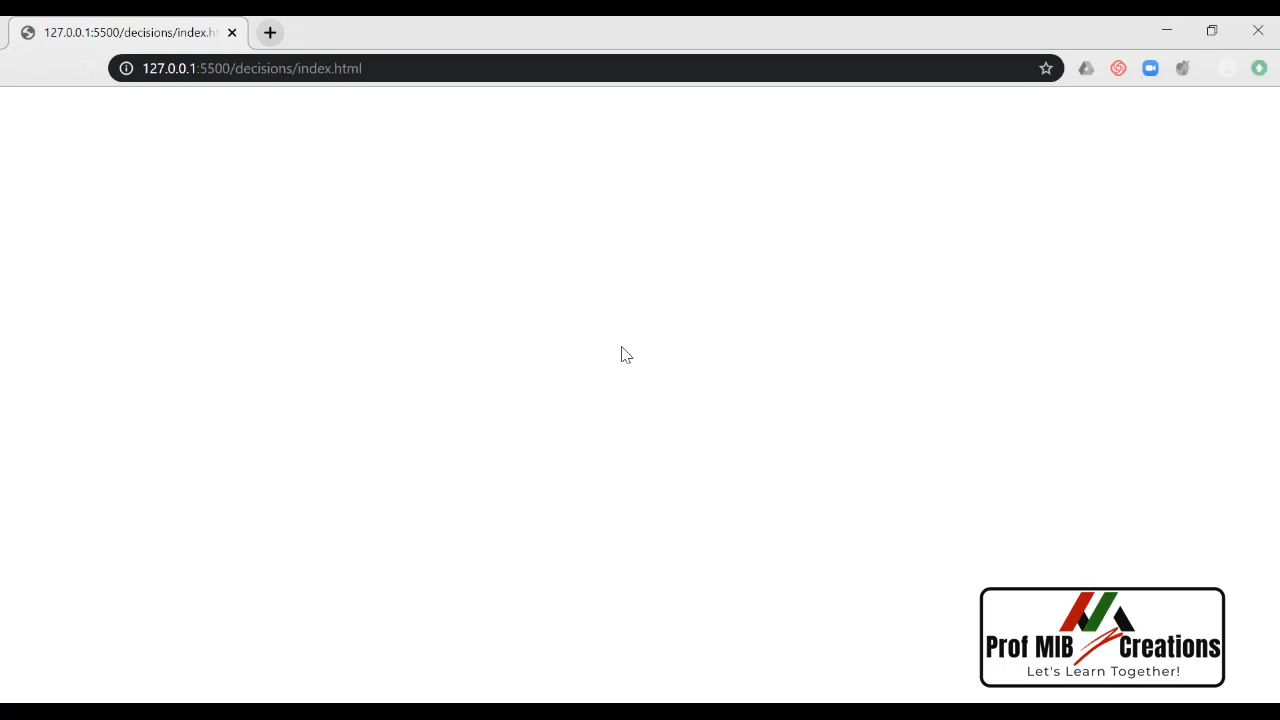 127.0.0.1:5500/decisions/index.ht
127.0.0.1:5500/decisions/index.html
Prof MIB Creations
Let's Learn Together!